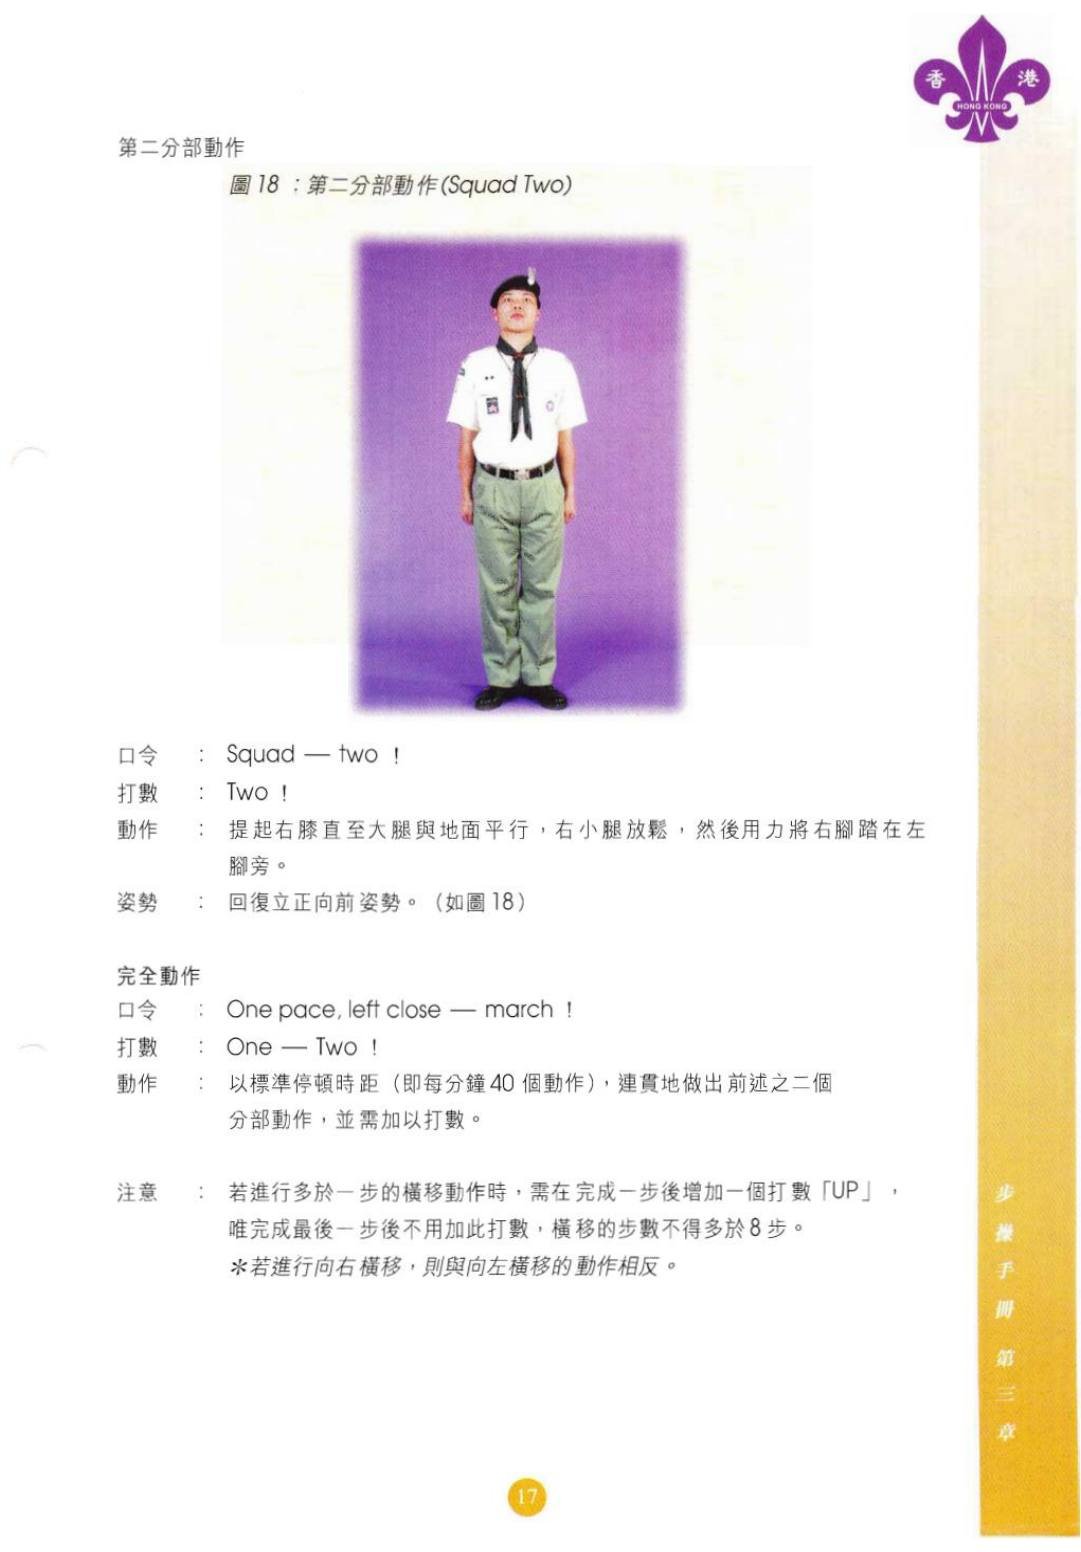 香 港
HONG KONG
第二分部動作
圖 18 ：第二分部動作(Squad Two)
口令 ： Squad — two ！
打數 ： Two ！
動作 ： 提起右膝直至大腿與地面平行，右小腿放鬆，然後用力將右腳踏在左
腳旁。
姿勢 ： 回復立正向前姿勢。（如圖 18）
完全動作
口令 ： One pace, left close — march ！
打數 ： One — Two ！
動作 ： 以標準停頓時距（即每分鐘 40 個動作），連貫地做出前述之二個
分部動作，並需加以打數。
注意 ： 若進行多於一步的橫移動作時，需在完成一步後增加一個打數「UP」，
唯完成最後一步後不用加此打數，橫移的步數不得多於 8 步。
＊若進行向右橫移，則與向左橫移的動作相反。
步操手冊 第三章
17